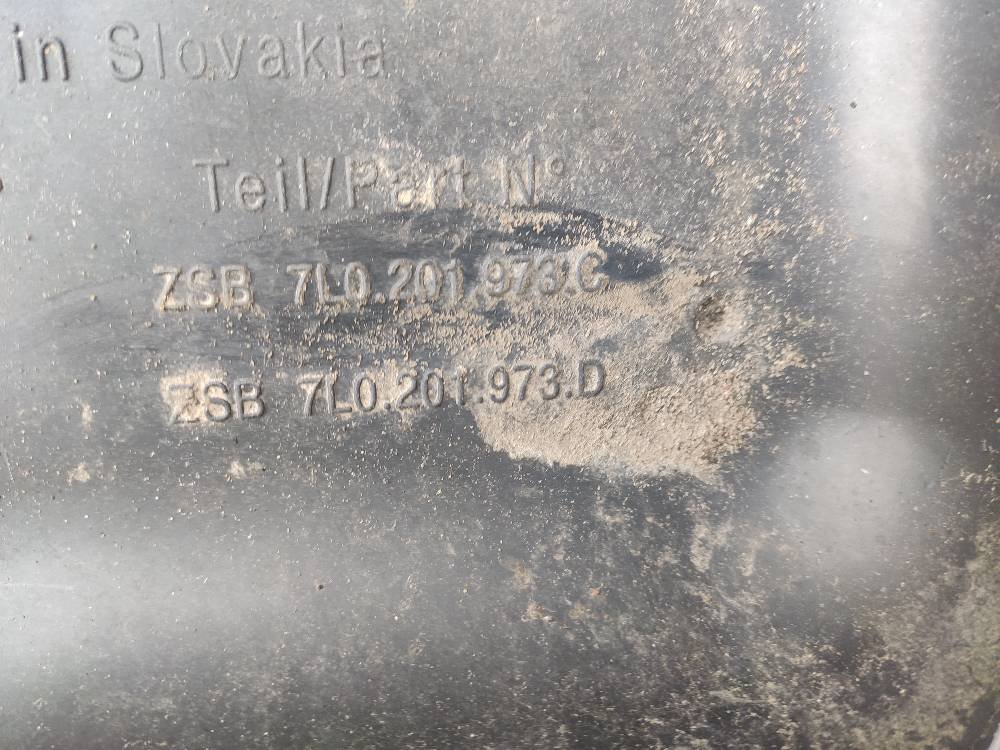 in Slovakia
Teil/Part N°
ZSB 7L0.201.973.C
ZSB 7L0.201.973.D